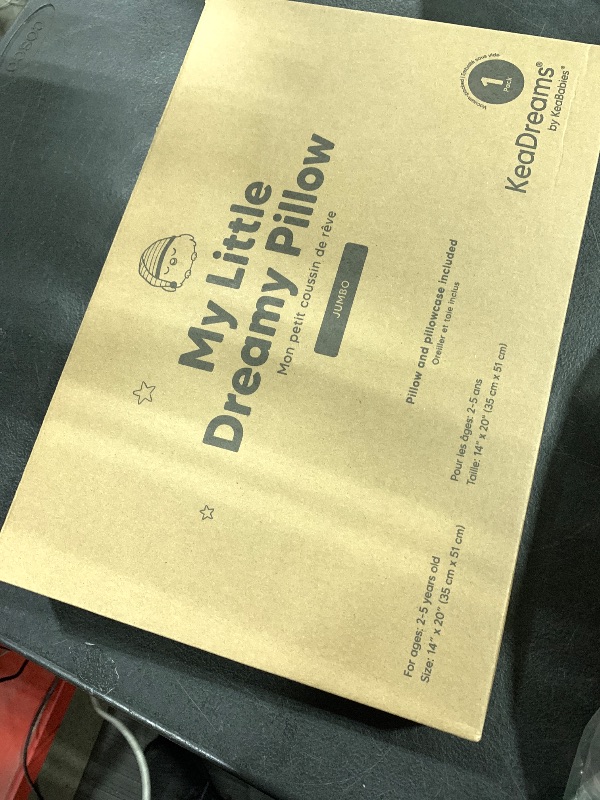 My Little
Dreamy Pillow
Mon petit coussin de rêve
JUMBO
Pillow and pillowcase included
Oreiller et taie inclus
For ages: 2-5 years old
Size: 14" x 20" (35 cm x 51 cm)
Pour les âges: 2-5 ans
Taille: 14" x 20" (35 cm x 51 cm)
1
Pack
KeaDreams®
by KeaBabies®